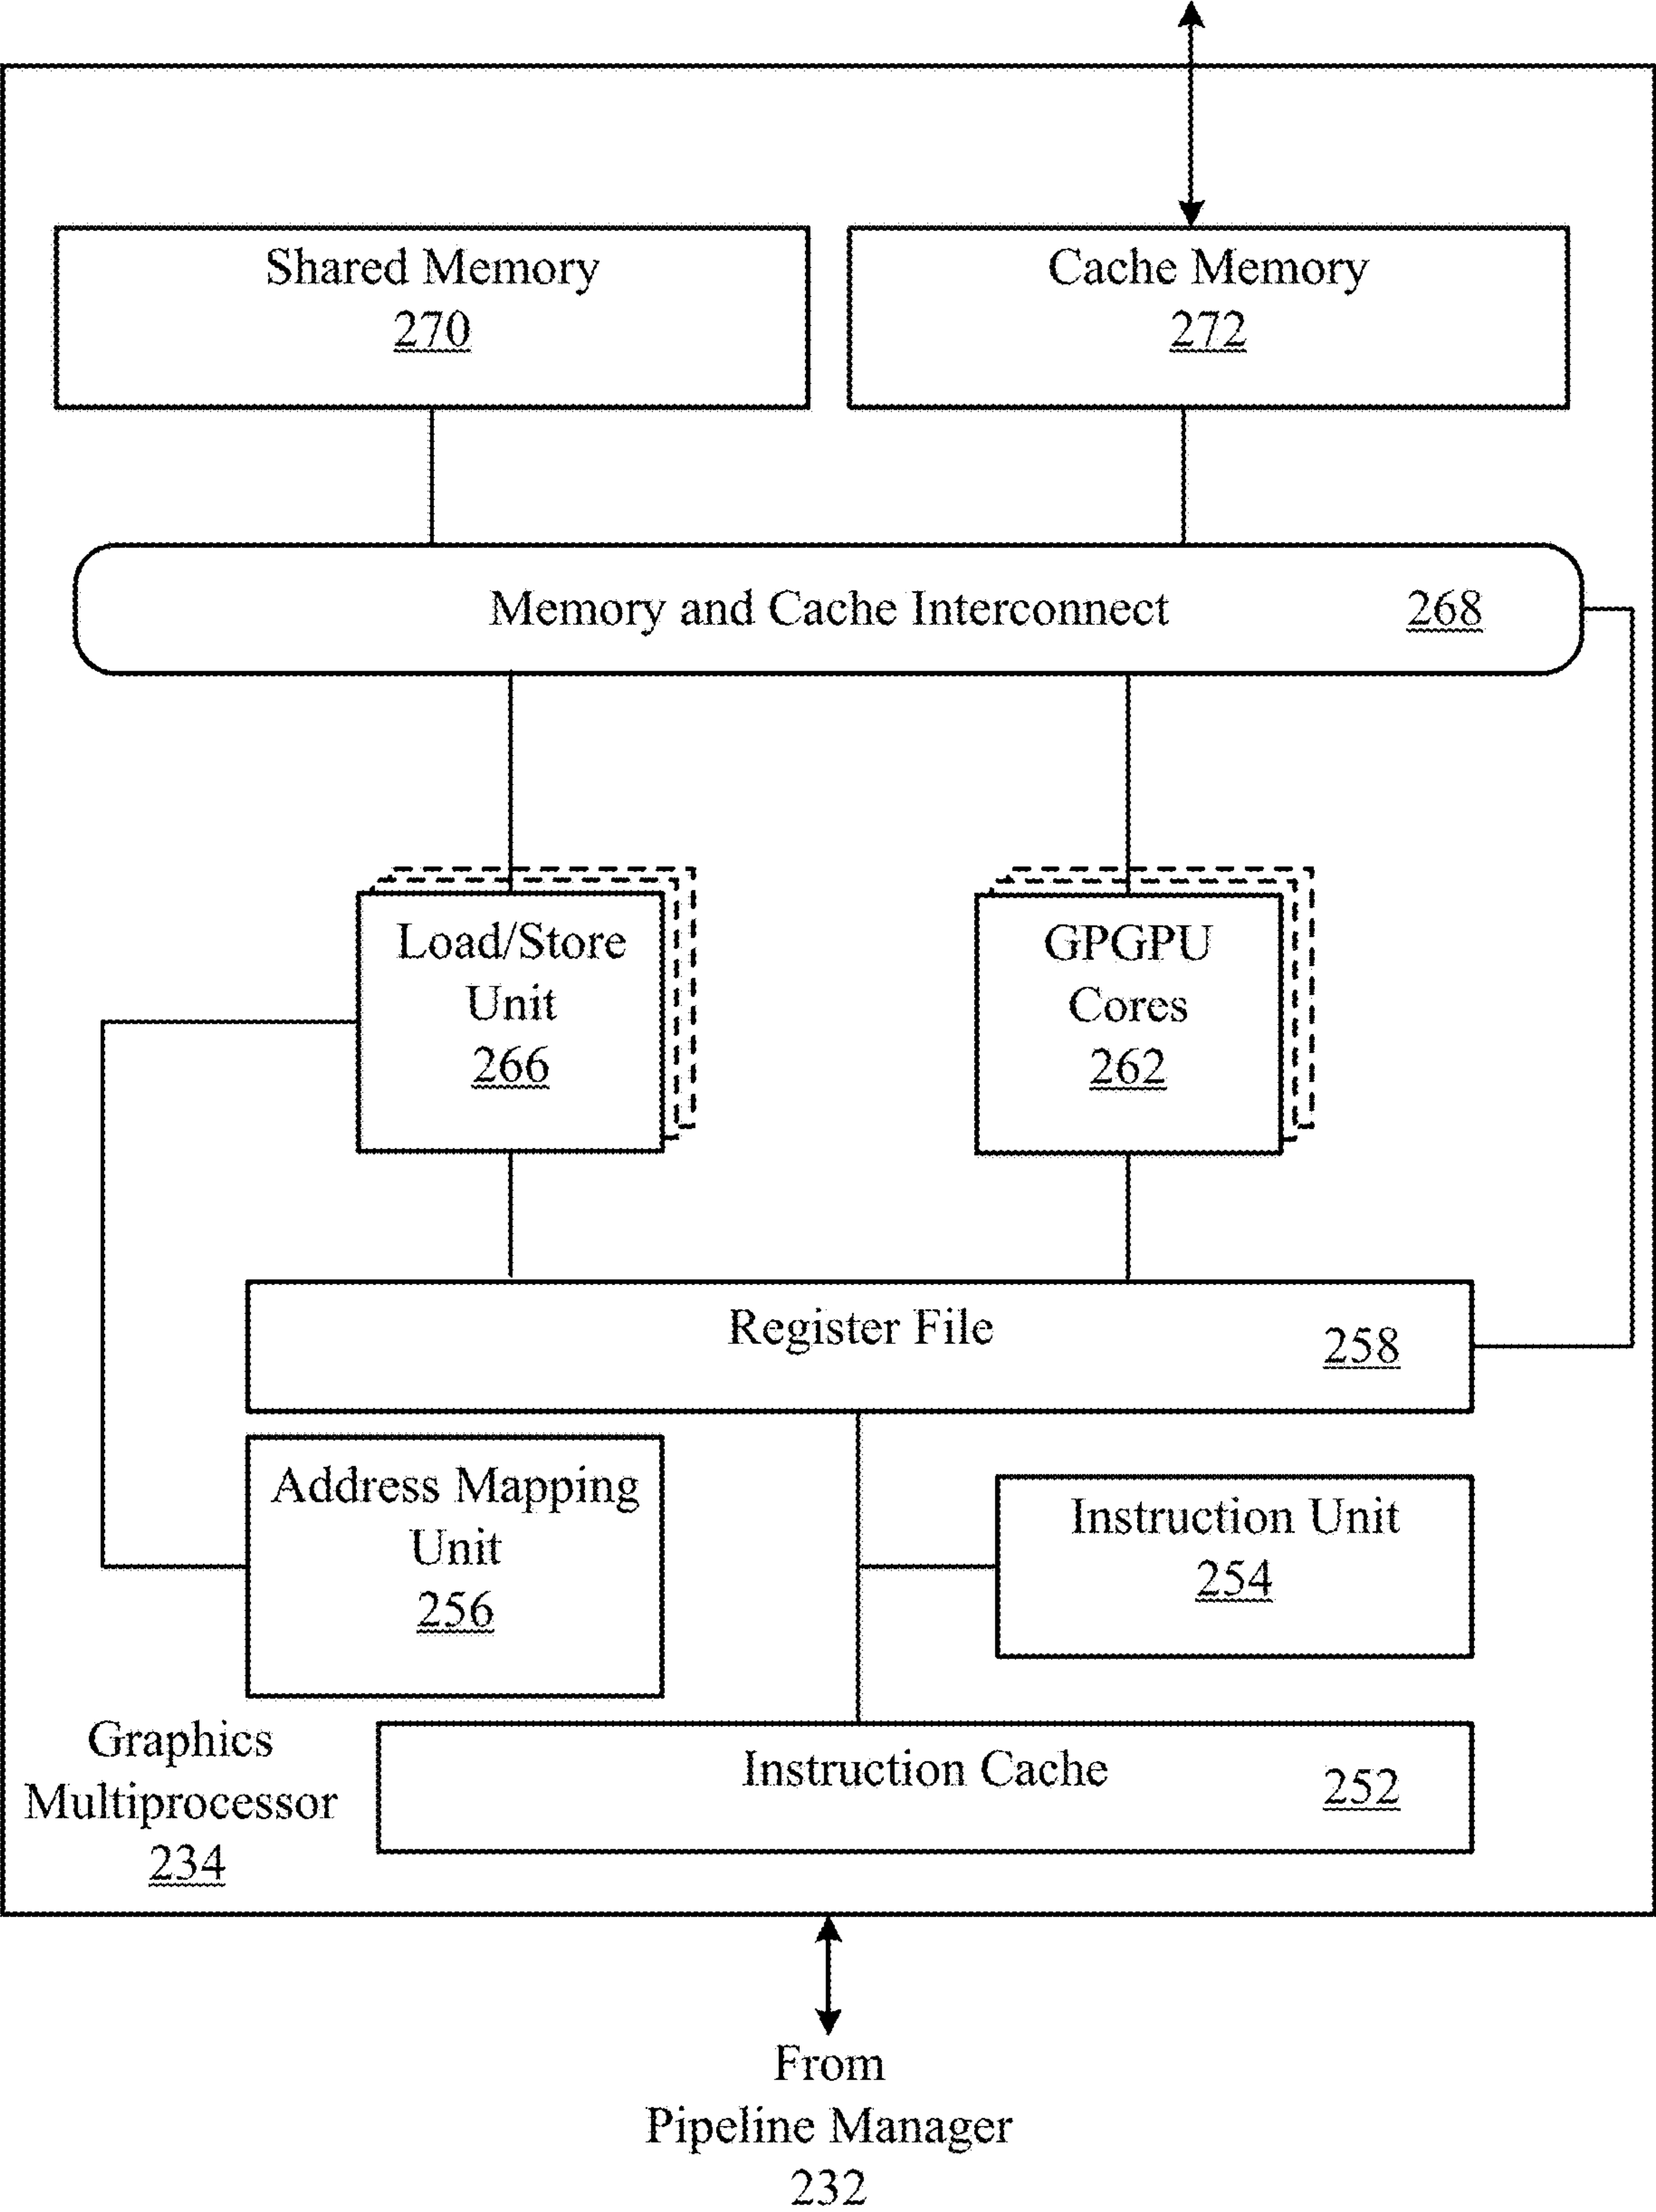 Shared Memory
270
Cache Memory
272
Memory and Cache Interconnect 268
Load/Store
Unit
266
GPGPU
Cores
262
Register File 258
Address Mapping
Unit
256
Instruction Unit
254
Graphics
Multiprocessor
234
Instruction Cache 252
From
Pipeline Manager
232